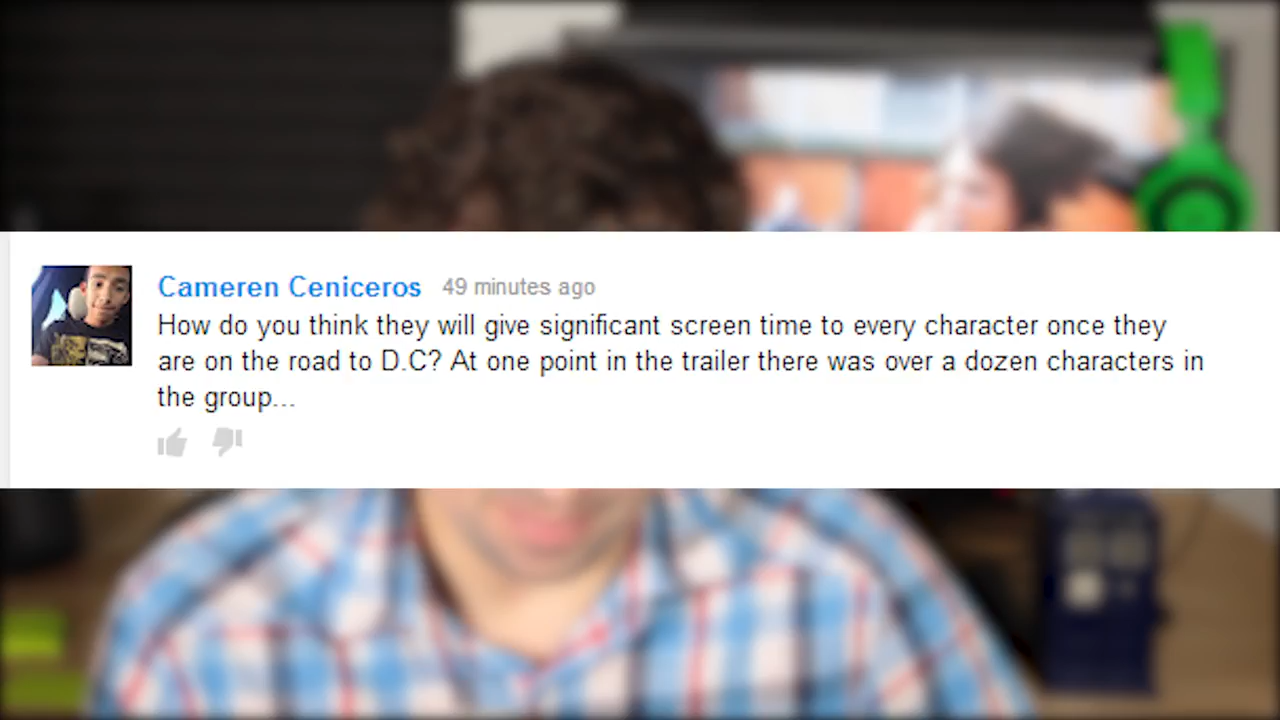 Cameren Ceniceros 49 minutes ago
How do you think they will give significant screen time to every character once they
are on the road to D.C? At one point in the trailer there was over a dozen characters in
the group...